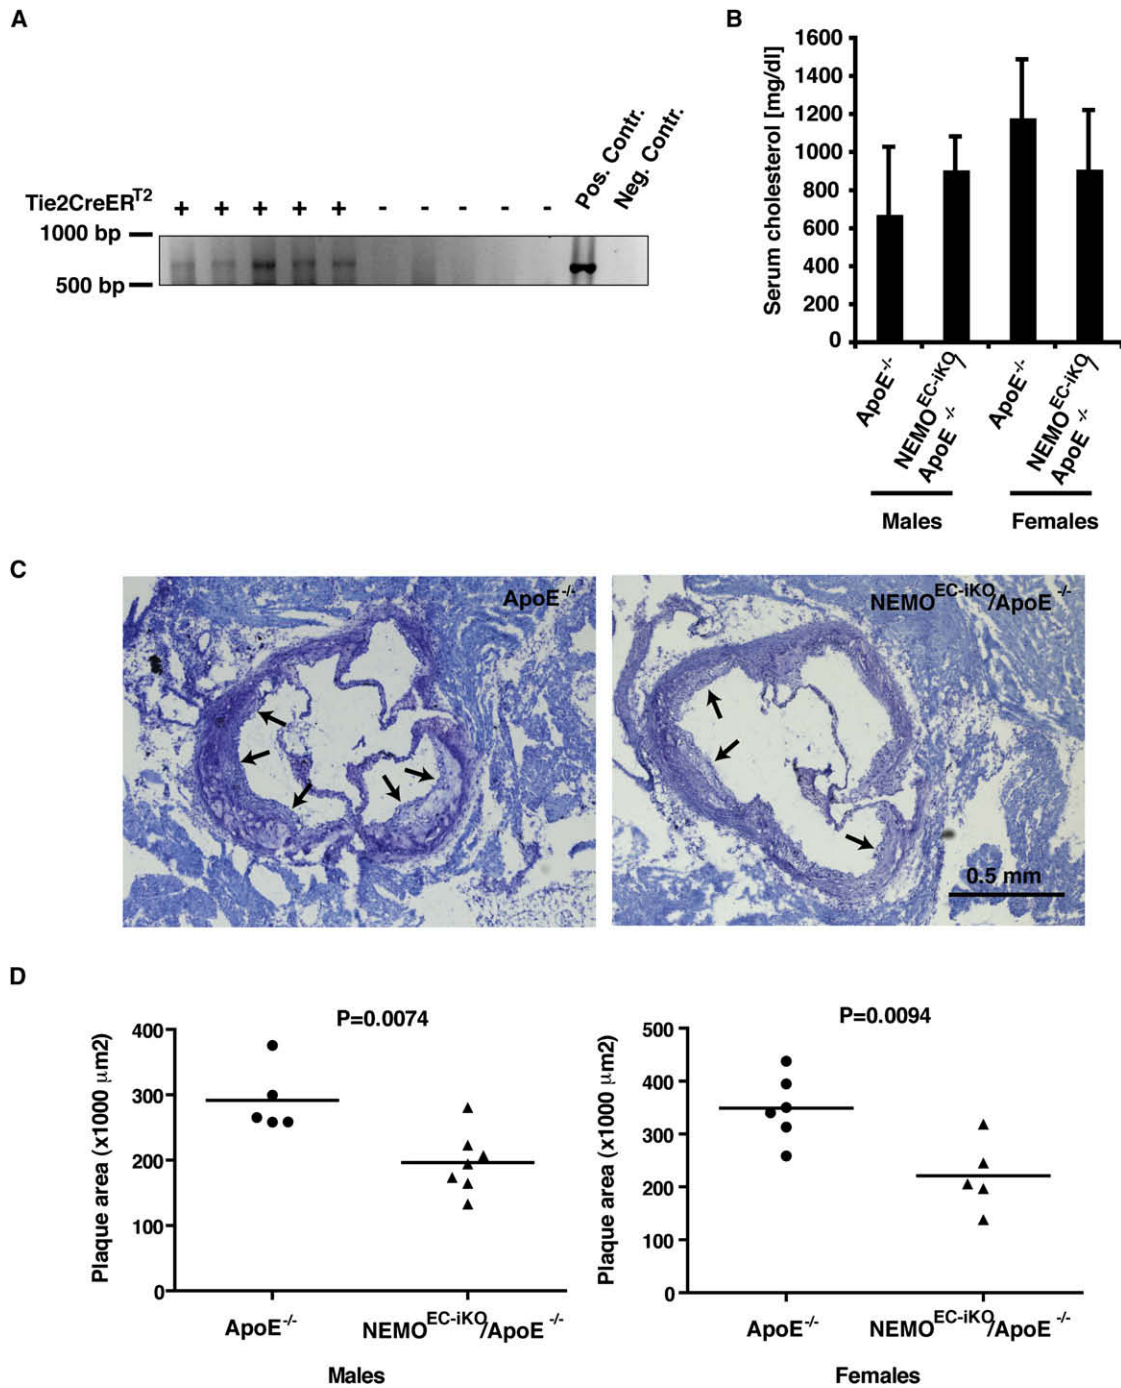 A
Tie2CreER^T2 + + + + + - - - - - Pos. Contr. Neg. Contr.
1000 bp
500 bp
B
Serum cholesterol [mg/dl]
1600
1400
1200
1000
800
600
400
200
0
ApoE^-/-
NEMO^EC-iKO/
ApoE^-/-
ApoE^-/-
NEMO^EC-iKO/
ApoE^-/-
Males
Females
C
ApoE^-/-
NEMO^EC-iKO/ApoE^-/-
0.5 mm
D
P=0.0074
Plaque area (x1000 μm2)
400
300
200
100
0
ApoE^-/-
NEMO^EC-iKO/ApoE^-/-
Males
P=0.0094
Plaque area (x1000 μm2)
500
400
300
200
100
0
ApoE^-/-
NEMO^EC-iKO/ApoE^-/-
Females